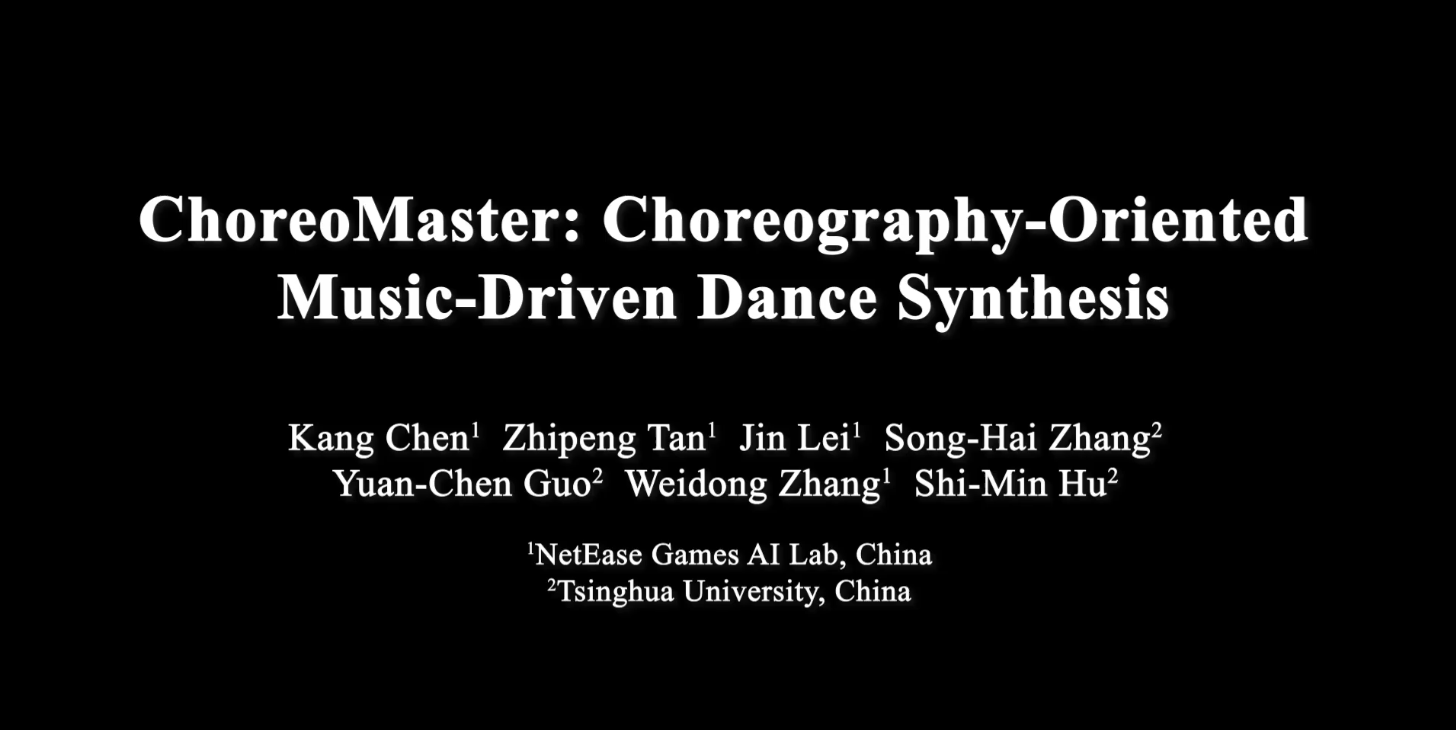 ChoreoMaster: Choreography-Oriented
Music-Driven Dance Synthesis
Kang Chen¹ Zhipeng Tan¹ Jin Lei¹ Song-Hai Zhang²
Yuan-Chen Guo² Weidong Zhang¹ Shi-Min Hu²
¹NetEase Games AI Lab, China
²Tsinghua University, China